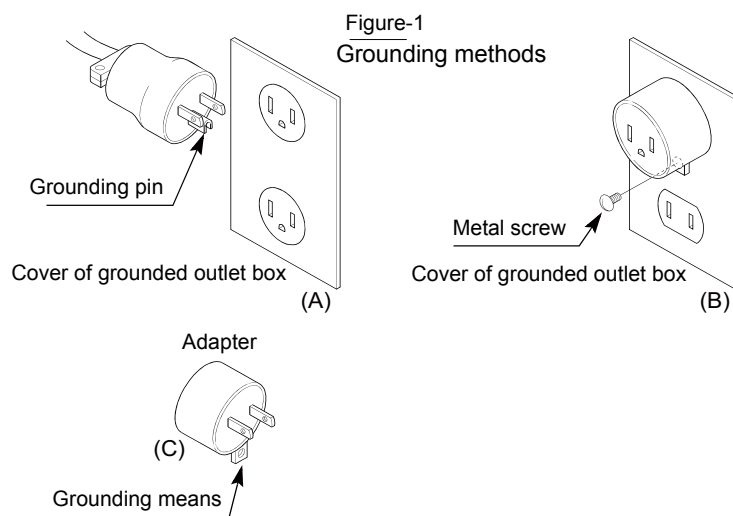 Figure-1
Grounding methods
Grounding pin
Metal screw
Cover of grounded outlet box
(A)
Cover of grounded outlet box
(B)
Adapter
(C)
Grounding means